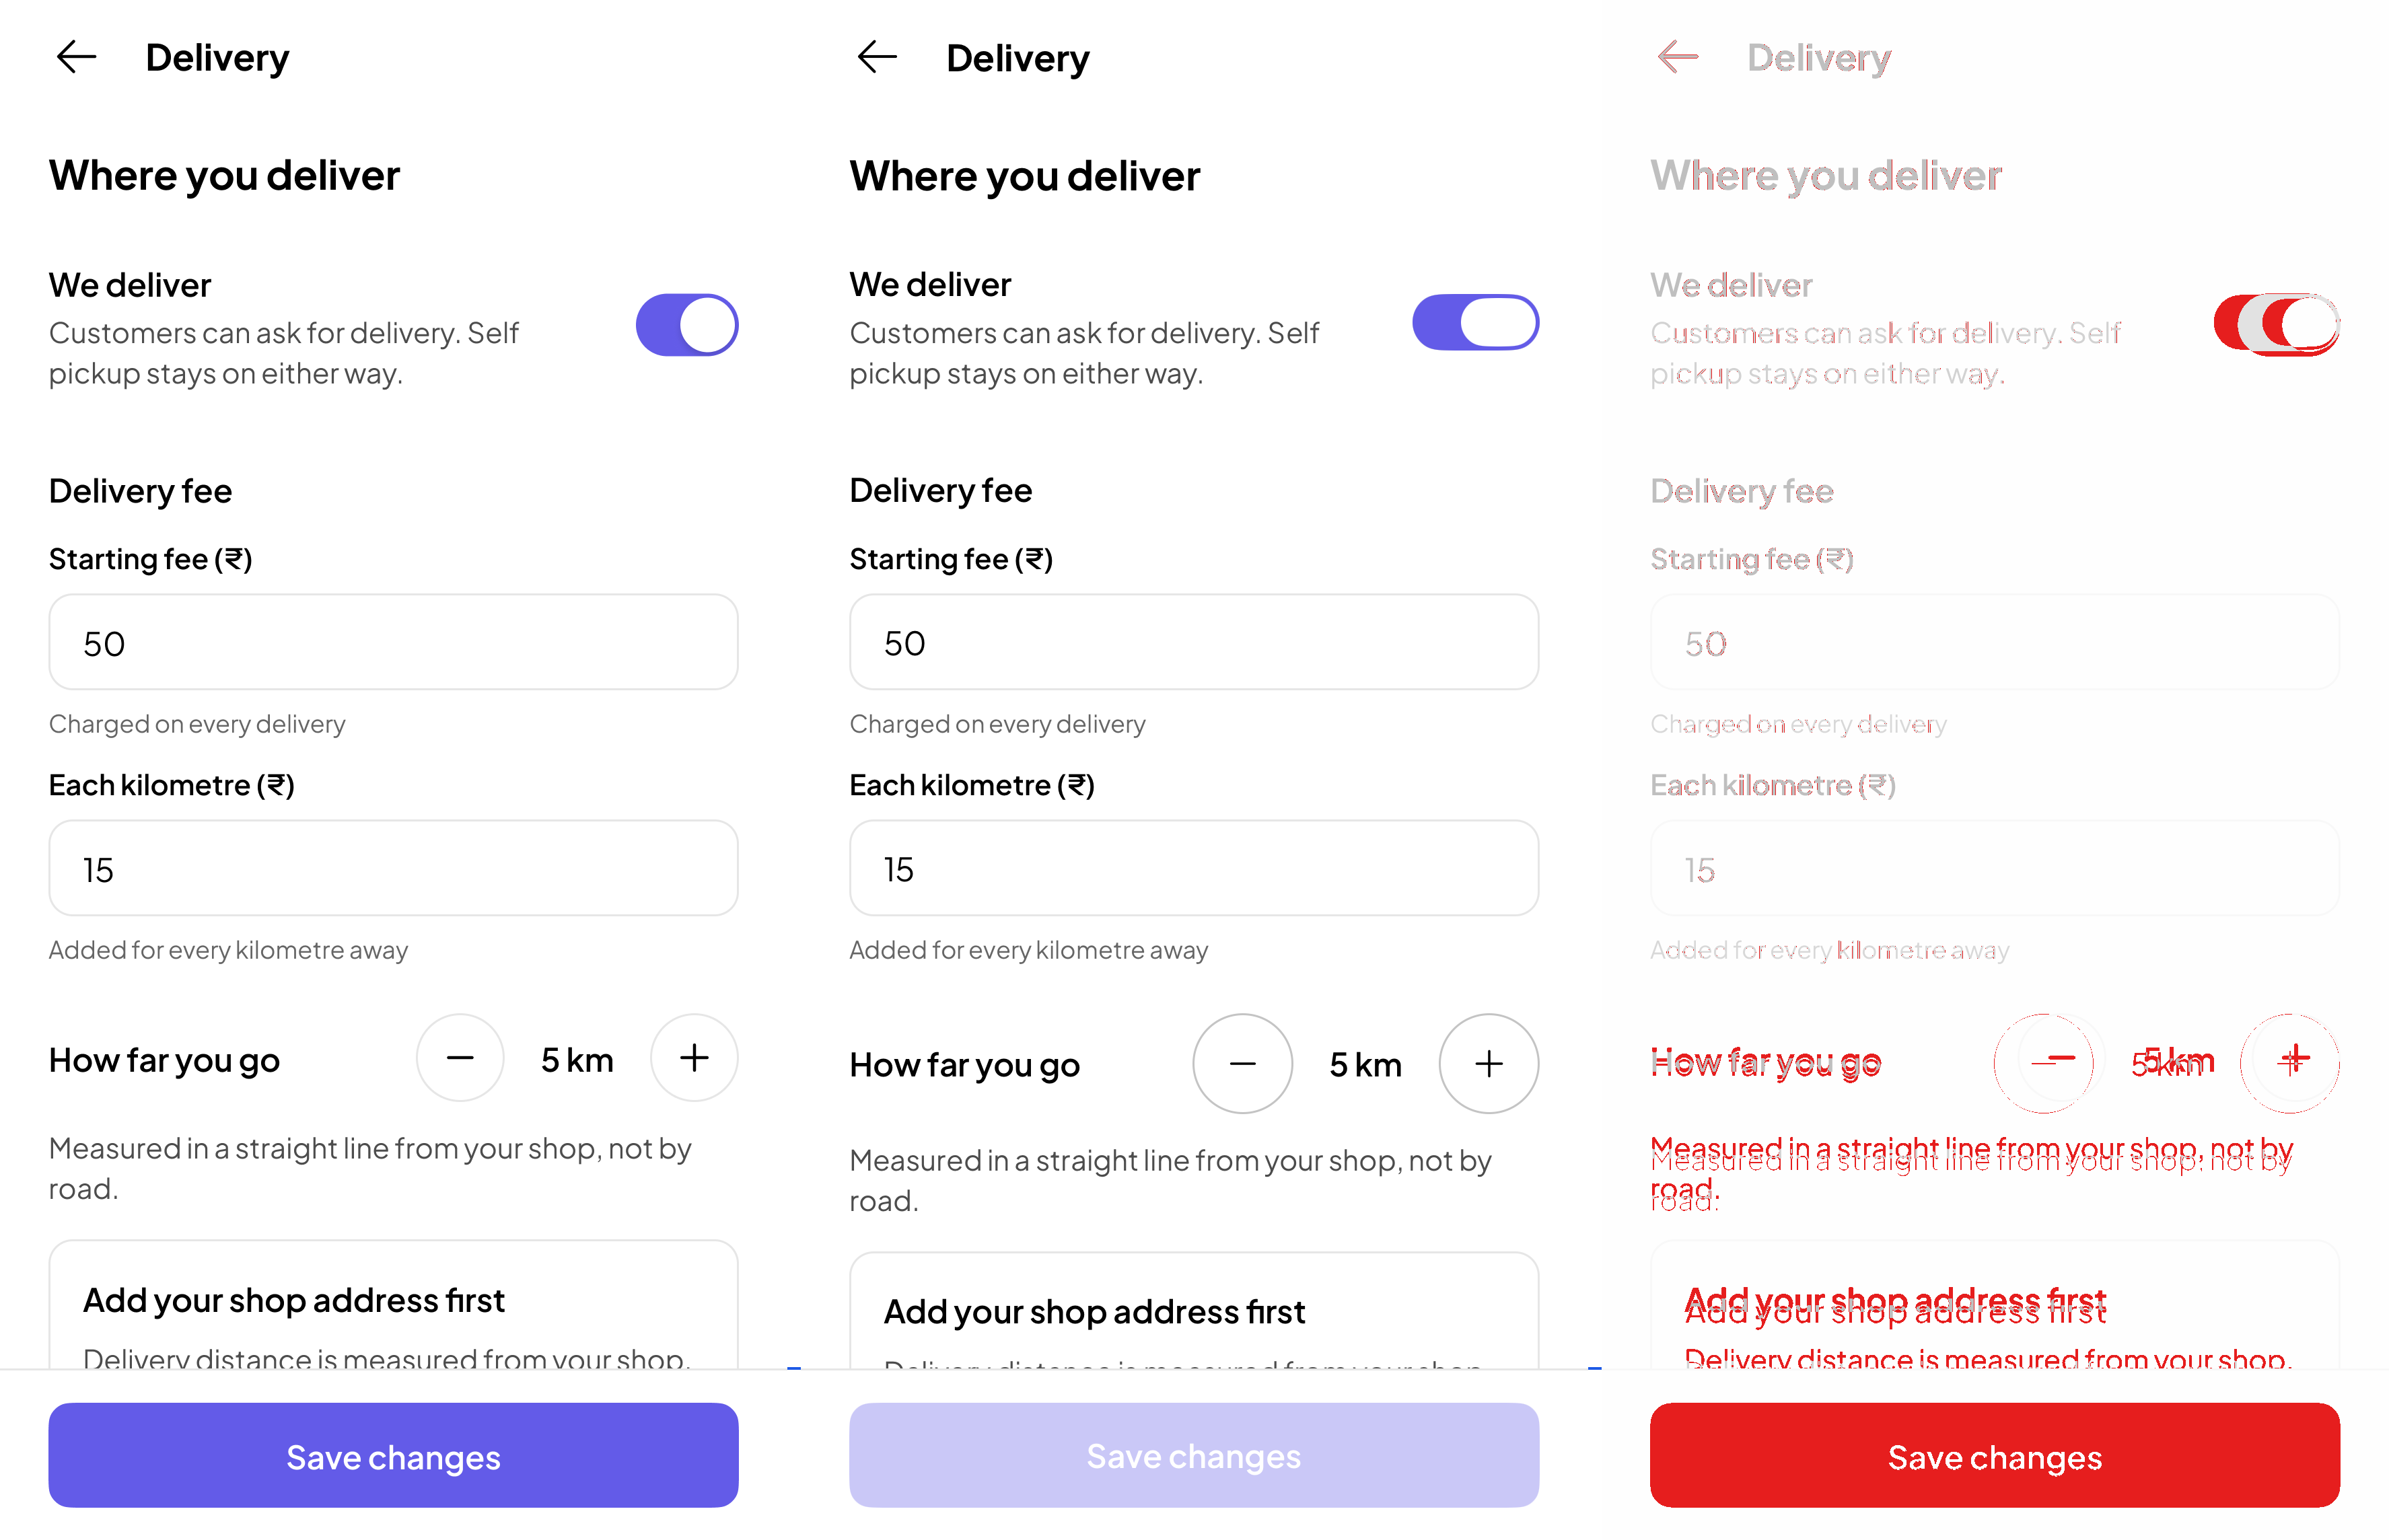 Delivery
Where you deliver
We deliver
Customers can ask for delivery. Self
pickup stays on either way.
Delivery fee
Starting fee (₹)
50
Charged on every delivery
Each kilometre (₹)
15
Added for every kilometre away
How far you go
5 km
Measured in a straight line from your shop, not by
road.
Add your shop address first
Delivery distance is measured from your shop.
Save changes
Delivery
Where you deliver
We deliver
Customers can ask for delivery. Self
pickup stays on either way.
Delivery fee
Starting fee (₹)
50
Charged on every delivery
Each kilometre (₹)
15
Added for every kilometre away
How far you go
5 km
Measured in a straight line from your shop, not by
road.
Add your shop address first
Delivery distance is measured from your shop
Save changes
Delivery
Where you deliver
We deliver
Customers can ask for delivery. Self
pickup stays on either way.
Delivery fee
Starting fee (₹)
50
Charged on every delivery
Each kilometre (₹)
15
Added for every kilometre away
How far you go
5 km
Measured in a straight line from your shop, not by
road.
Add your shop address first
Delivery distance is measured from your shop.
Save changes